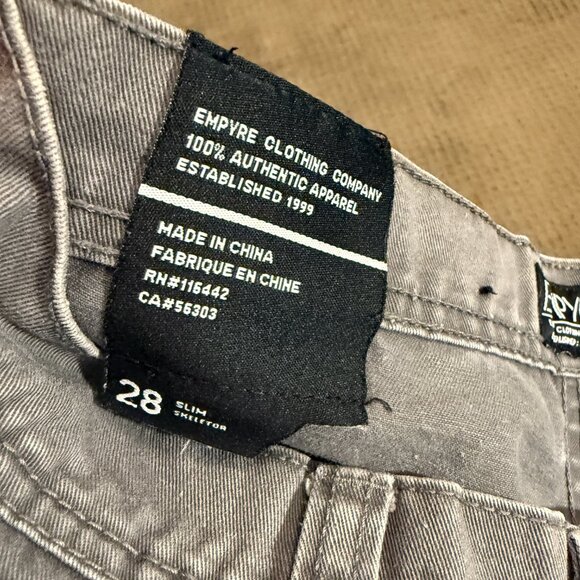 EMPYRE CLOTHING COMPANY
100% AUTHENTIC APPAREL
ESTABLISHED 1999
MADE IN CHINA
FABRIQUE EN CHINE
RN#116442
CA#56303
28 SLIM
SKELETOR